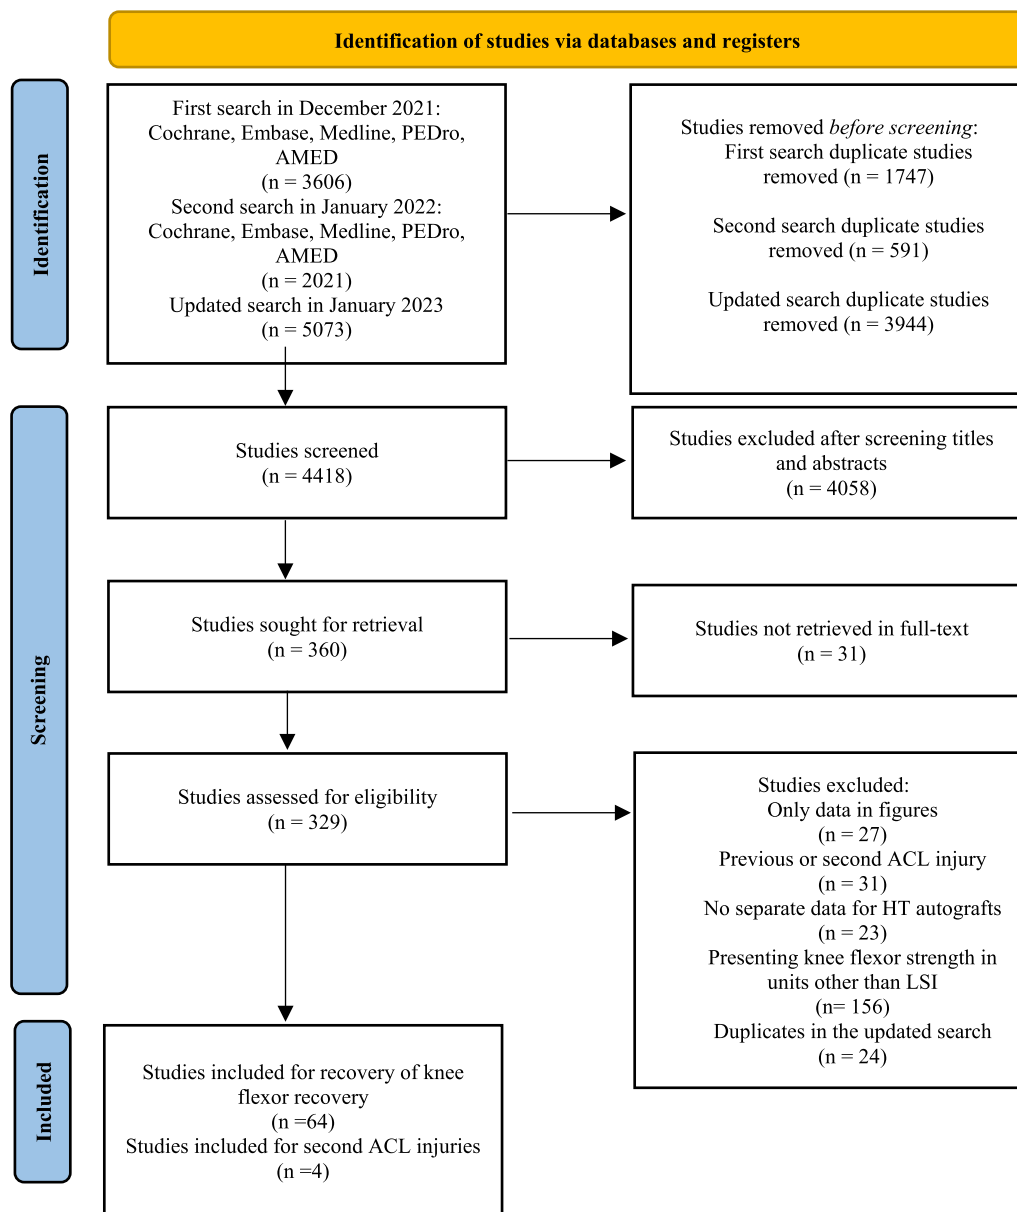 Identification of studies via databases and registers
Identification
First search in December 2021:
Cochrane, Embase, Medline, PEDro,
AMED
(n = 3606)
Second search in January 2022:
Cochrane, Embase, Medline, PEDro,
AMED
(n = 2021)
Updated search in January 2023
(n = 5073)
Studies removed before screening:
First search duplicate studies
removed (n = 1747)
Second search duplicate studies
removed (n = 591)
Updated search duplicate studies
removed (n = 3944)
Screening
Studies screened
(n = 4418)
Studies excluded after screening titles
and abstracts
(n = 4058)
Studies sought for retrieval
(n = 360)
Studies not retrieved in full-text
(n = 31)
Studies assessed for eligibility
(n = 329)
Studies excluded:
Only data in figures
(n = 27)
Previous or second ACL injury
(n = 31)
No separate data for HT autografts
(n = 23)
Presenting knee flexor strength in
units other than LSI
(n= 156)
Duplicates in the updated search
(n = 24)
Included
Studies included for recovery of knee
flexor recovery
(n =64)
Studies included for second ACL injuries
(n =4)